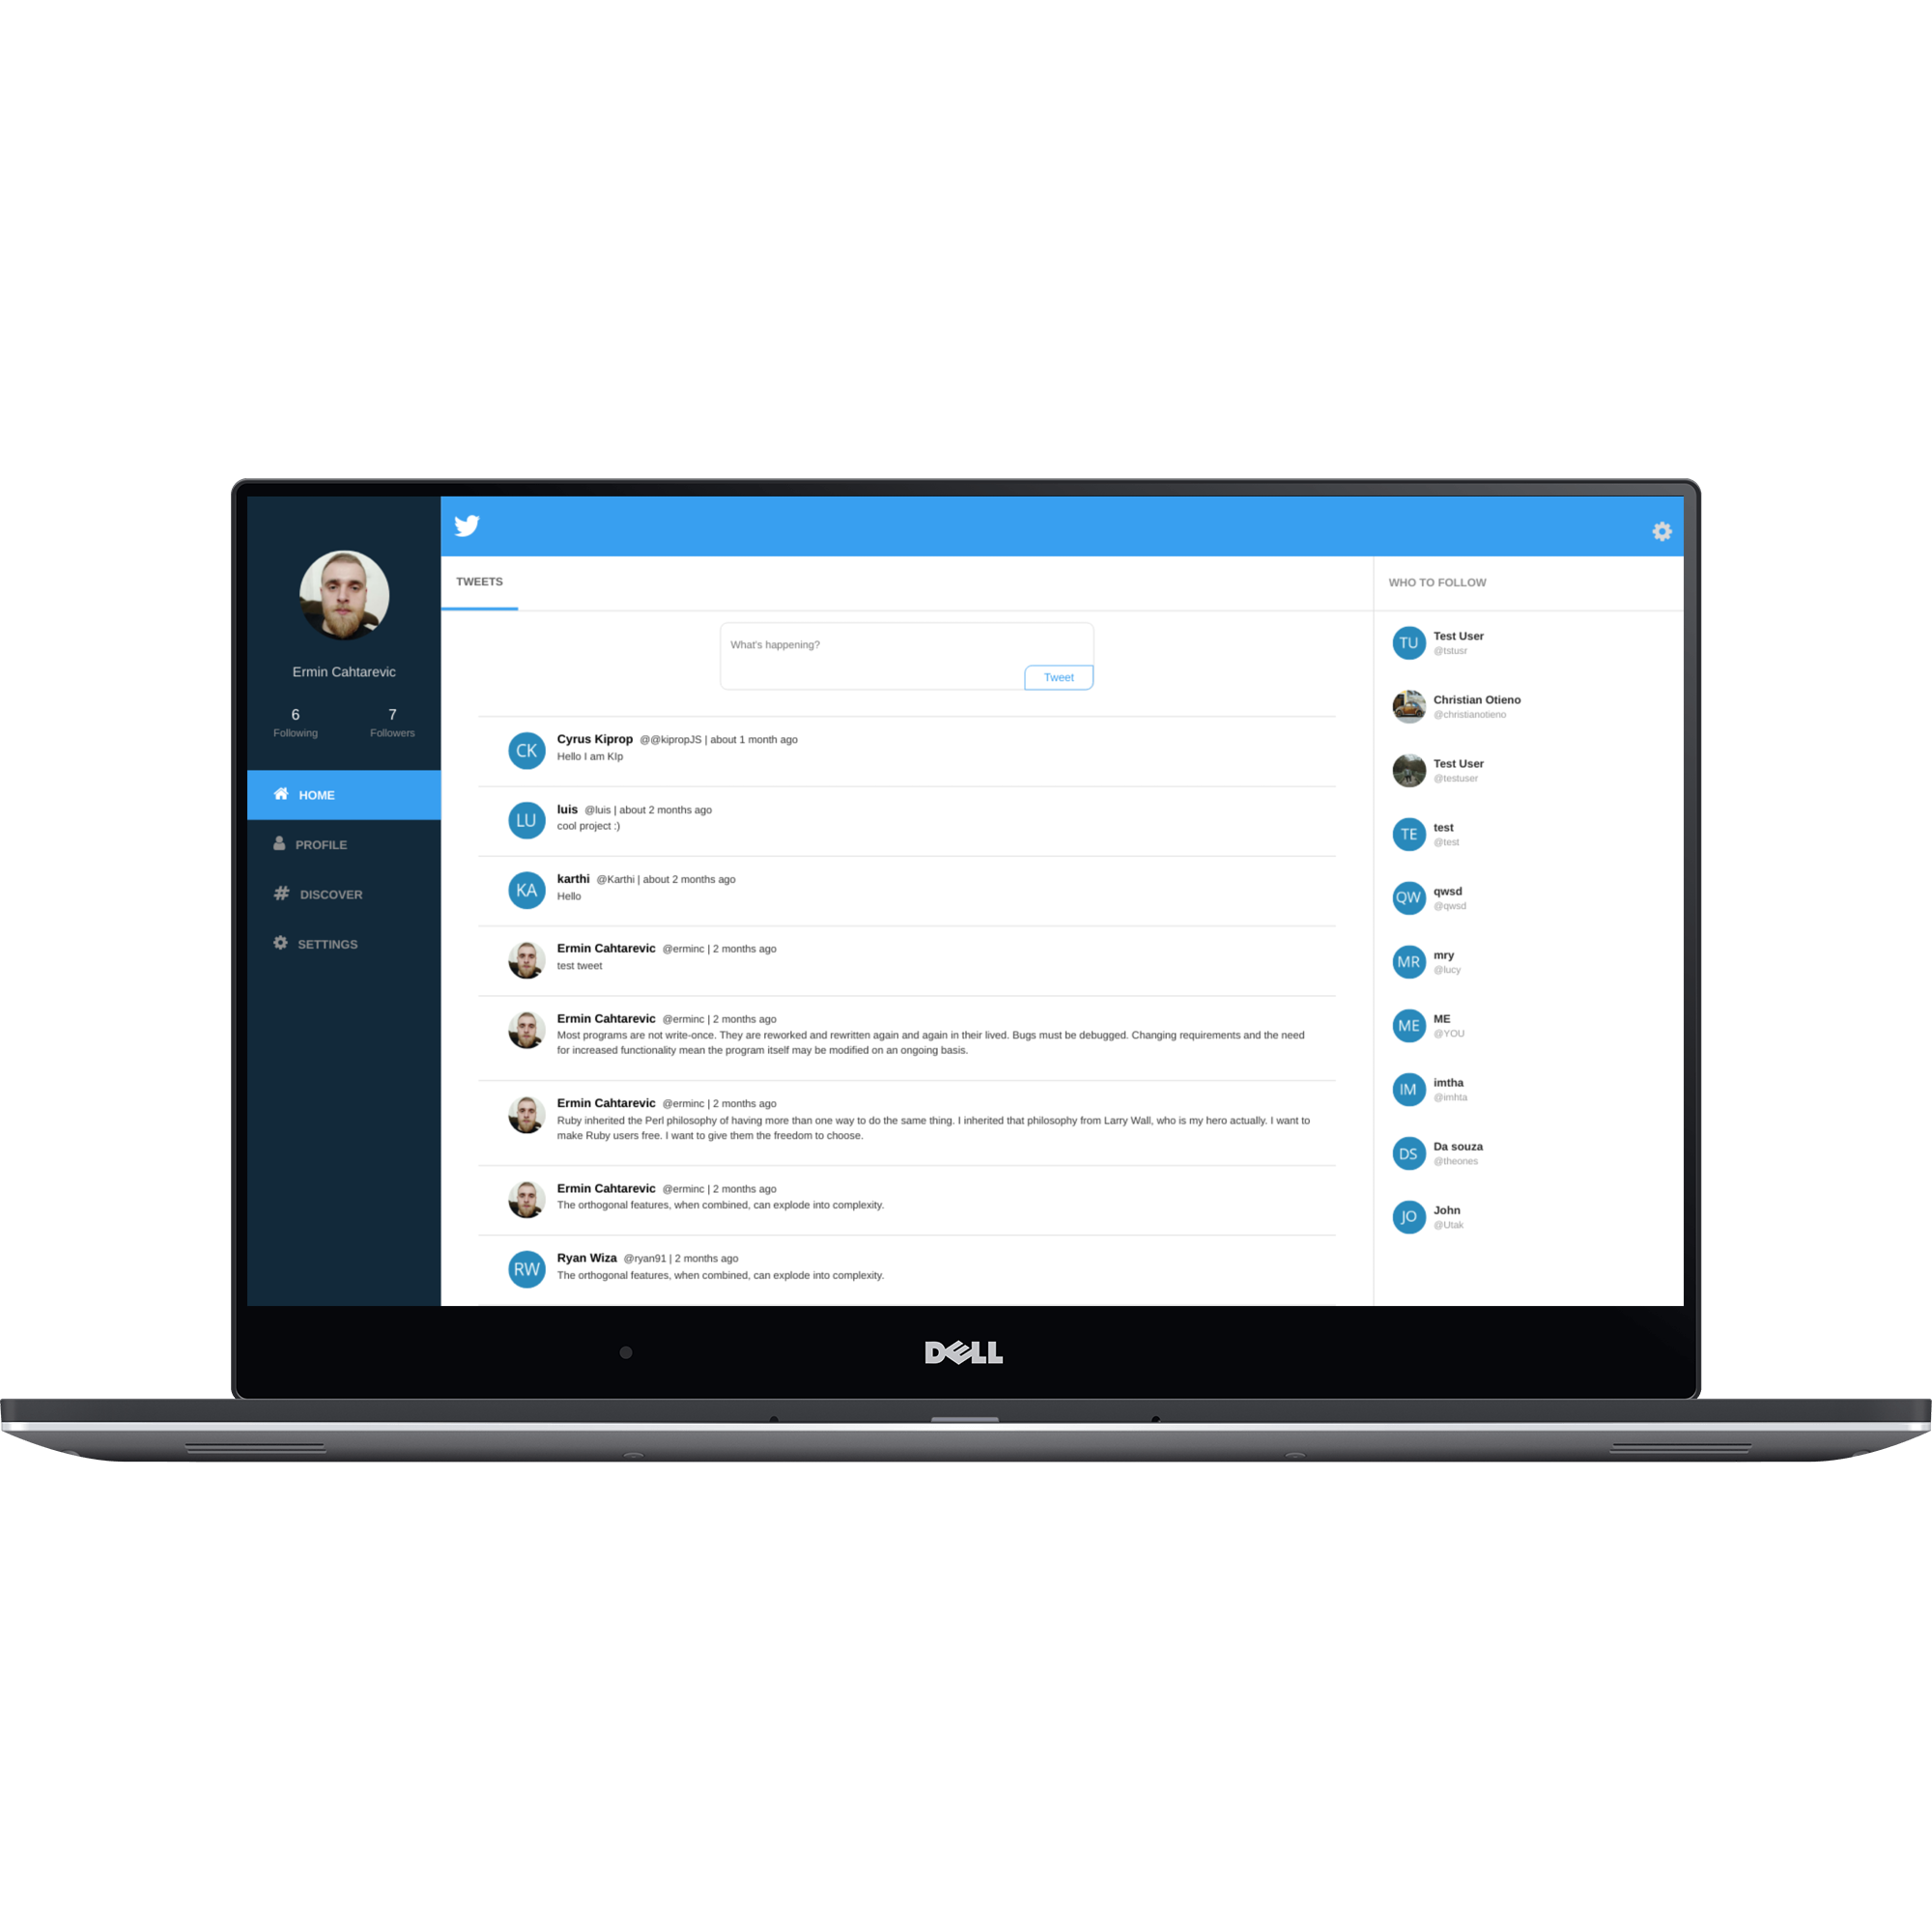 Ermin Cahtarevic
6 7
Following Followers
HOME
PROFILE
DISCOVER
SETTINGS
TWEETS
What's happening?
Tweet
CK
Cyrus Kiprop @@kipropJS | about 1 month ago
Hello I am KIp
LU
luis @luis | about 2 months ago
cool project :)
KA
karthi @Karthi | about 2 months ago
Hello
Ermin Cahtarevic @erminc | 2 months ago
test tweet
Ermin Cahtarevic @erminc | 2 months ago
Most programs are not write-once. They are reworked and rewritten again and again in their lived. Bugs must be debugged. Changing requirements and the need
for increased functionality mean the program itself may be modified on an ongoing basis.
Ermin Cahtarevic @erminc | 2 months ago
Ruby inherited the Perl philosophy of having more than one way to do the same thing. I inherited that philosophy from Larry Wall, who is my hero actually. I want to
make Ruby users free. I want to give them the freedom to choose.
Ermin Cahtarevic @erminc | 2 months ago
The orthogonal features, when combined, can explode into complexity.
RW
Ryan Wiza @ryan91 | 2 months ago
The orthogonal features, when combined, can explode into complexity.
WHO TO FOLLOW
TU
Test User
@tstusr
Christian Otieno
@christianotieno
Test User
@testuser
TE
test
@test
QW
qwsd
@qwsd
MR
mry
@lucy
ME
ME
@YOU
IM
imtha
@imhta
DS
Da souza
@theones
JO
John
@Utak
DELL